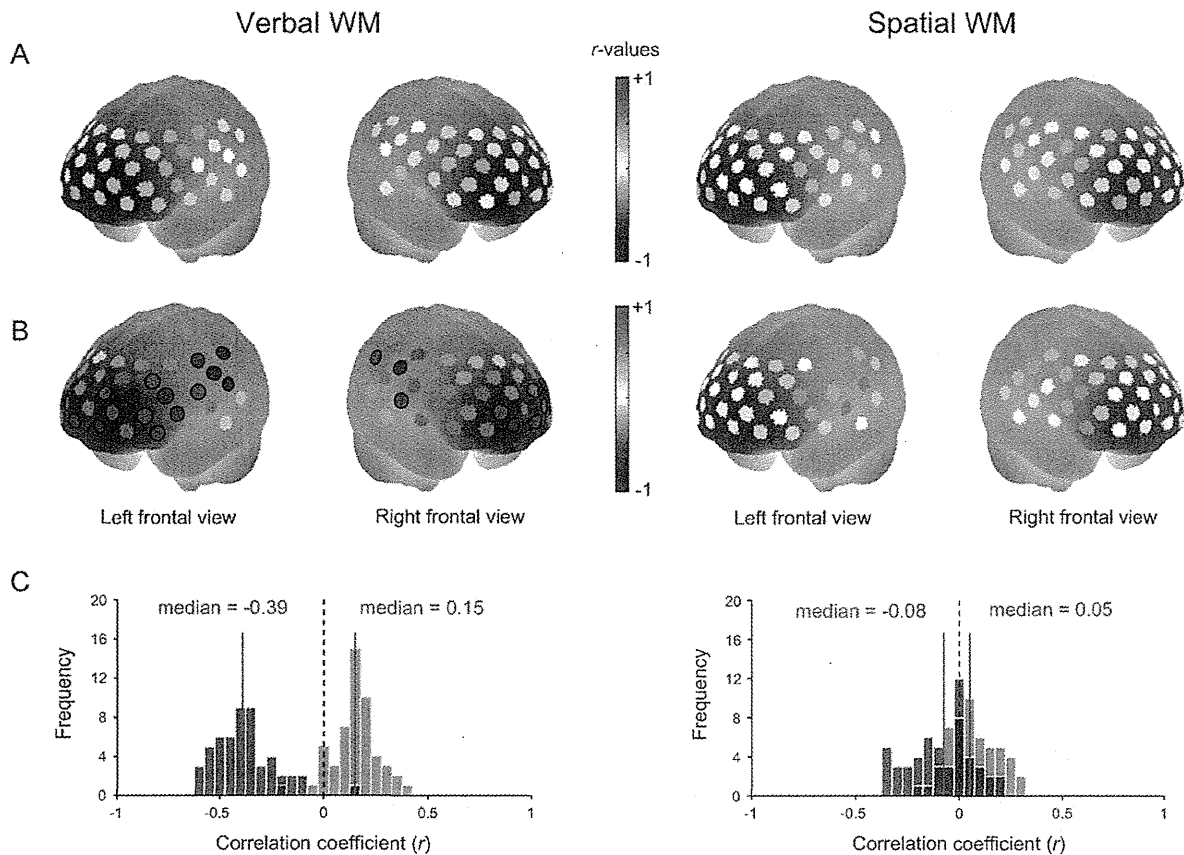 Verbal WM
Spatial WM
A
r-values
+1
-1
B
+1
-1
Left frontal view
Right frontal view
Left frontal view
Right frontal view
C
median = -0.39
median = 0.15
20
16
12
8
4
0
Frequency
-1
-0.5
0
0.5
1
Correlation coefficient (r)
median = -0.08
median = 0.05
20
16
12
8
4
0
Frequency
-1
-0.5
0
0.5
1
Correlation coefficient (r)